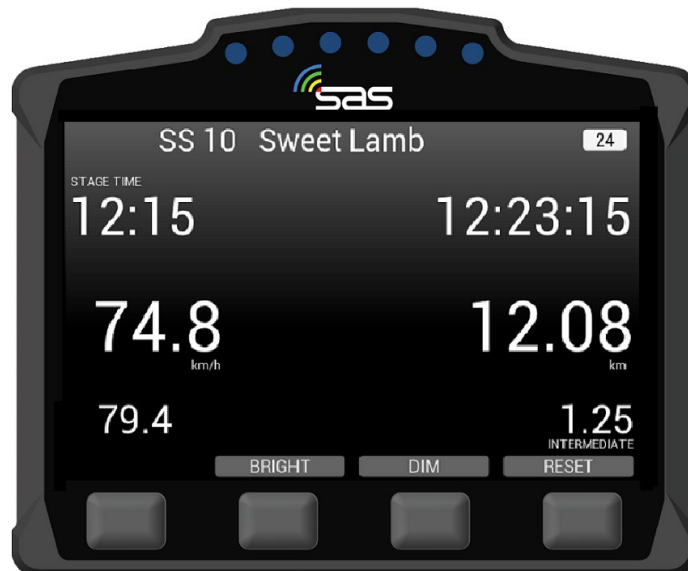 sas
SS 10 Sweet Lamb 24
STAGE TIME
12:15 12:23:15
74.8 12.08
km/h km
79.4 1.25
INTERMEDIATE
BRIGHT DIM RESET